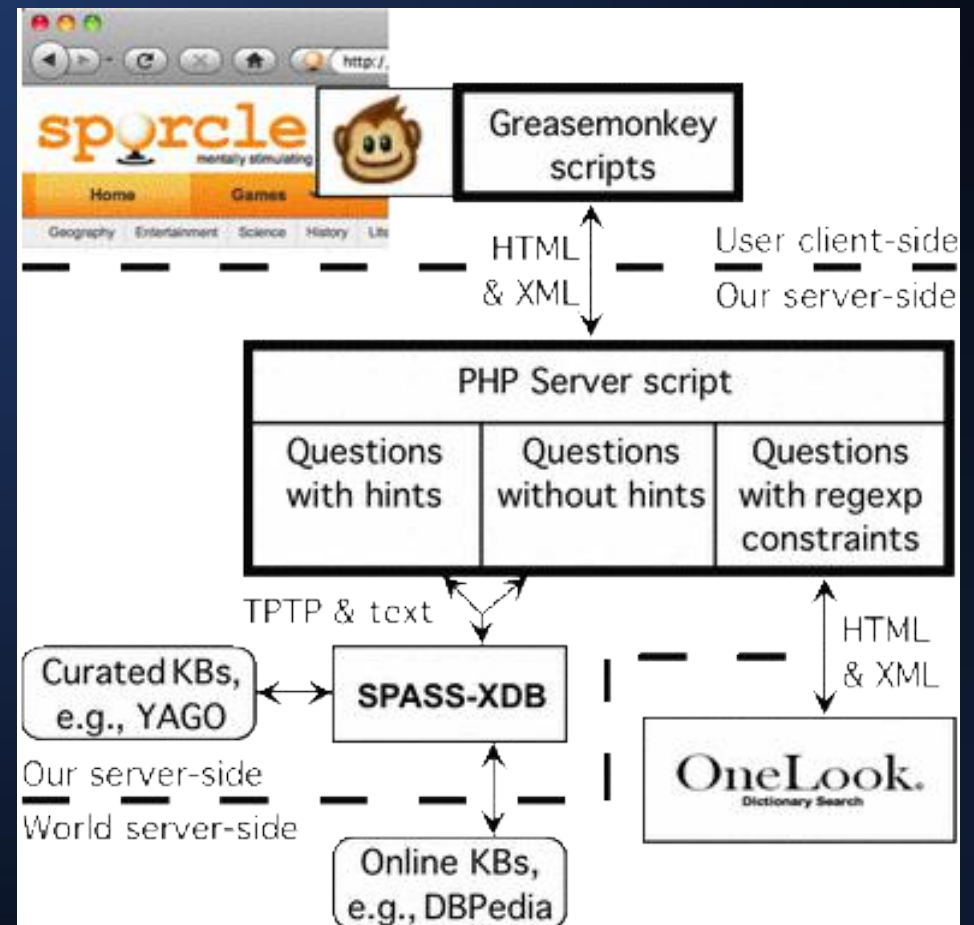 http:/
sporcle
mentally stimulating
Home Games
Geography Entertainment Science History
Greasemonkey
scripts
HTML
& XML
User client-side
Our server-side
PHP Server script
Questions
with hints
Questions
without hints
Questions
with regexp
constraints
TPTP & text
HTML
& XML
Curated KBs,
e.g., YAGO
SPASS-XDB
OneLook.
Dictionary Search
Our server-side
World server-side
Online KBs,
e.g., DBPedia